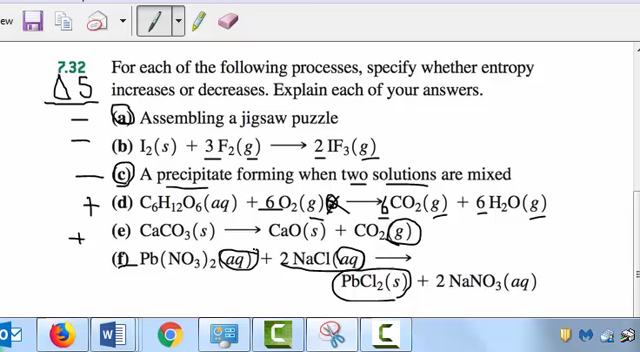 ew
7.32 For each of the following processes, specify whether entropy
ΔS increases or decreases. Explain each of your answers.
− (a) Assembling a jigsaw puzzle
− (b) I₂(s) + 3 F₂(g) ⟶ 2 IF₃(g)
− (c) A precipitate forming when two solutions are mixed
+ (d) C₆H₁₂O₆(aq) + 6 O₂(g) ⟶ 6 CO₂(g) + 6 H₂O(g)
+ (e) CaCO₃(s) ⟶ CaO(s) + CO₂(g)
(f) Pb(NO₃)₂(aq) + 2 NaCl(aq) ⟶
PbCl₂(s) + 2 NaNO₃(aq)